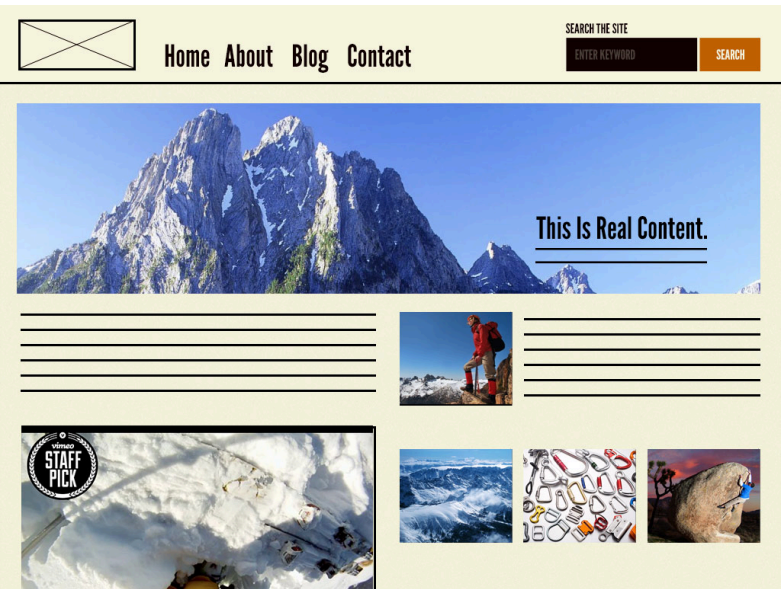 SEARCH THE SITE
Home About Blog Contact
ENTER KEYWORD
SEARCH
This Is Real Content.
vimeo
STAFF
PICK